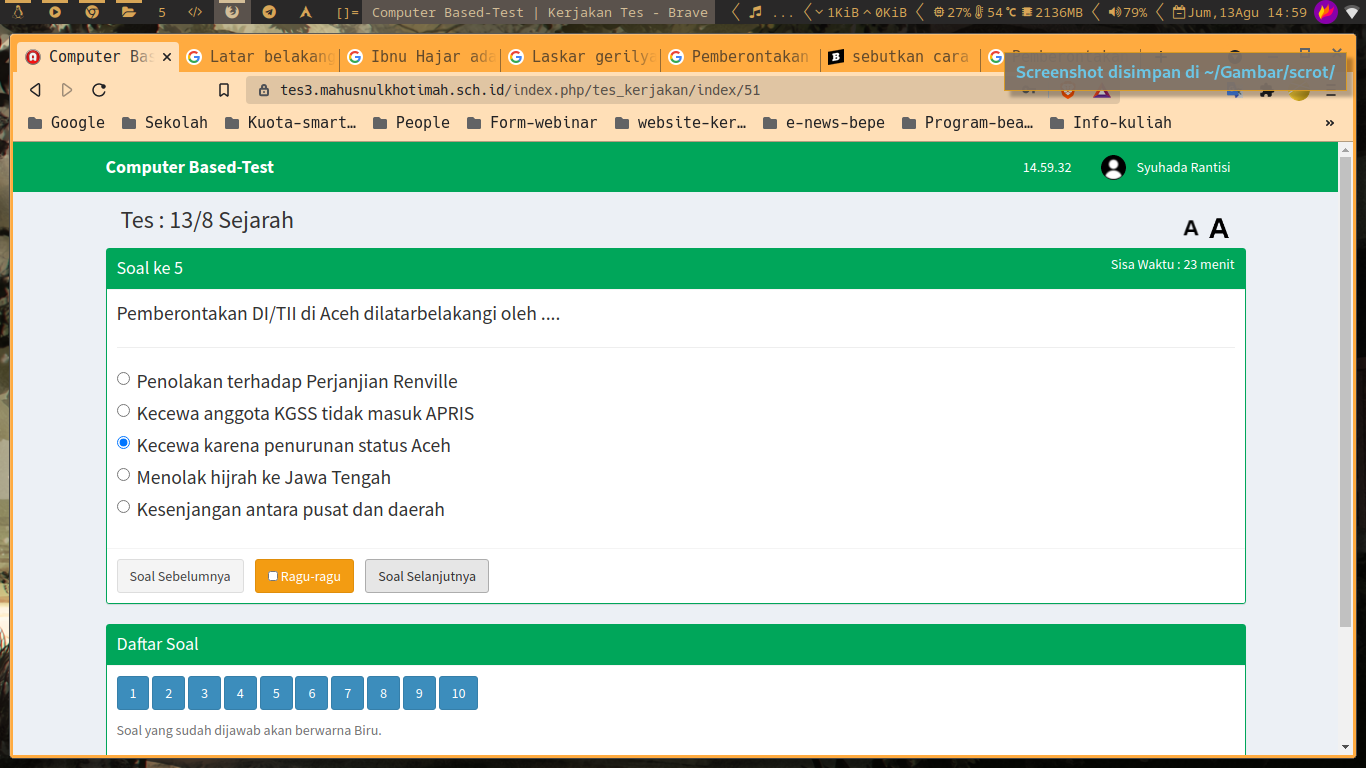 5 </> []= Computer Based-Test | Kerjakan Tes - Brave ... 1KiB 0KiB 27% 54 °C 2136MB 79% Jum,13Agu 14:59
Computer Bas Latar belakang Ibnu Hajar ada Laskar gerilya Pemberontakan sebutkan cara
Screenshot disimpan di ~/Gambar/scrot/
tes3.mahusnulkhotimah.sch.id/index.php/tes_kerjakan/index/51
Google Sekolah Kuota-smart... People Form-webinar website-ker... e-news-bepe Program-bea... Info-kuliah »
Computer Based-Test 14.59.32 Syuhada Rantisi
Tes : 13/8 Sejarah A A
Soal ke 5 Sisa Waktu : 23 menit
Pemberontakan DI/TII di Aceh dilatarbelakangi oleh ....
Penolakan terhadap Perjanjian Renville
Kecewa anggota KGSS tidak masuk APRIS
Kecewa karena penurunan status Aceh
Menolak hijrah ke Jawa Tengah
Kesenjangan antara pusat dan daerah
Soal Sebelumnya Ragu-ragu Soal Selanjutnya
Daftar Soal
1 2 3 4 5 6 7 8 9 10
Soal yang sudah dijawab akan berwarna Biru.